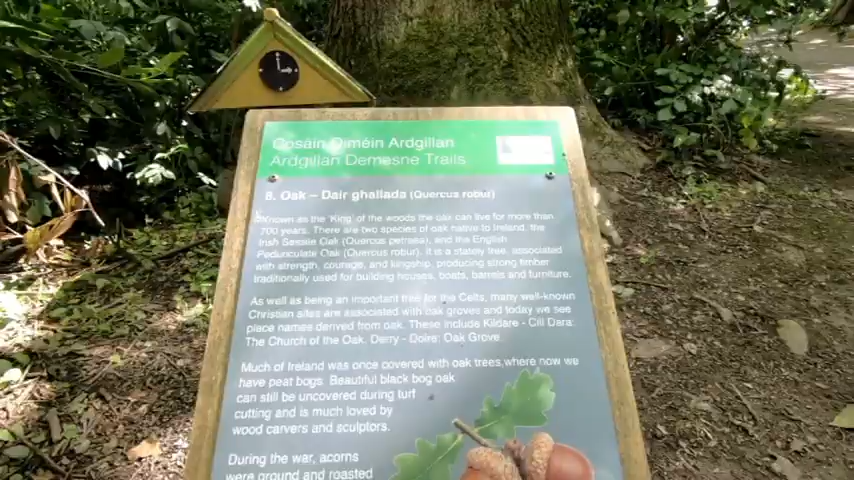 Cosáin Diméin Ardgillan
Ardgillan Demesne Trails
8. Oak – Dair ghallada (Quercus robur)
Known as the 'King' of the woods the oak can live for more than
700 years. There are two species of oak native to Ireland, the
Irish Sessile Oak (Quercus petraea), and the English
Pedunculate Oak (Quercus robur). It is a stately tree, associated
with strength, courage, and kingship, producing strong timber
traditionally used for building houses, boats, barrels and furniture.
As well as being an important tree for the Celts, many well-known
Christian sites are associated with oak groves and today we see
place names derived from oak. These include Kildare - Cill Dara:
The Church of the Oak. Derry - Doire: Oak Grove.
Much of Ireland was once covered with oak trees, where now we
have peat bogs. Beautiful black bog oak
can still be uncovered during turf
cutting and is much loved by
wood carvers and sculptors.
During the war, acorns
were ground and roasted